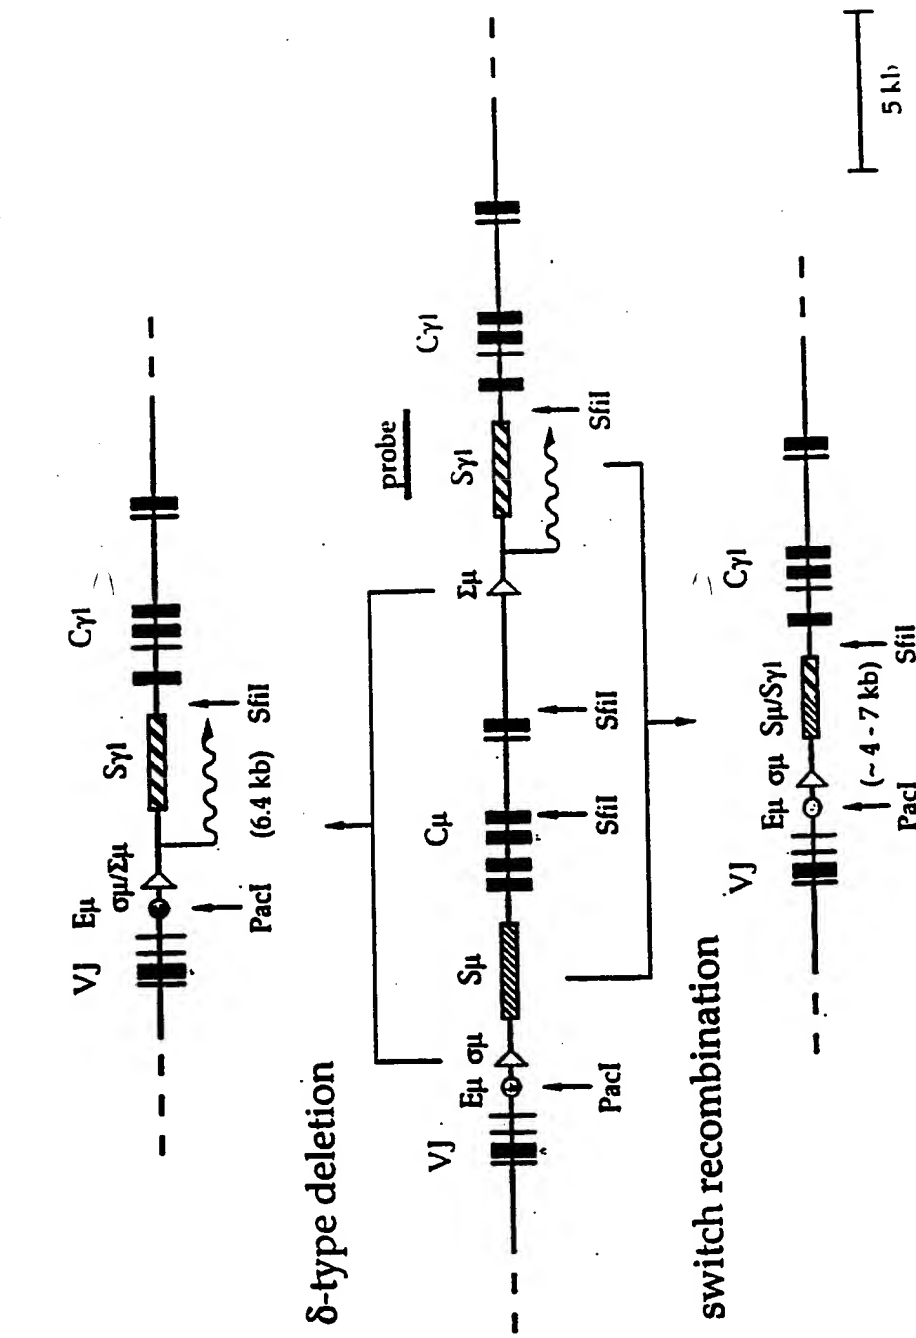 VJ Eμ σμ/Σμ Sγ1 Cγ1
PacI (6.4 kb) SfiI
δ-type deletion
probe
VJ Eμ σμ Sμ Cμ Σμ Sγ1 Cγ1
PacI SfiI SfiI SfiI
switch recombination
VJ Eμ σμ Sμ/Sγ1 Cγ1
PacI (~ 4 - 7 kb) SfiI
5 kb